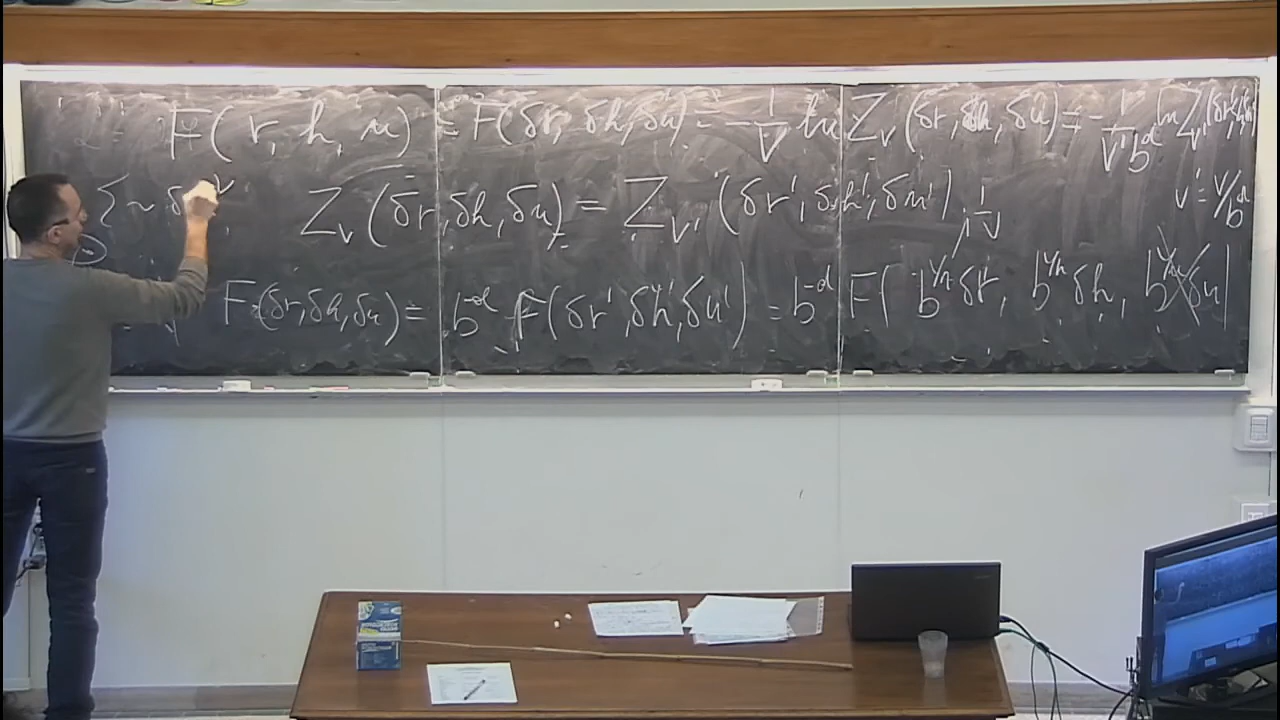 F(r, h, u) = F(δr, δh, δu) = -1/V ln Z_V(δr, δh, δu) = -1/(V' b^d) ln Z_V'(δr', δh'
ξ ~ δr^ν Z_V(δr, δh, δu) = Z_V'(δr', δh', δu')
V' = V/b^d
F(δr, δh, δu) = b^-d F(δr', δh', δu') = b^-d F(b^{y_r} δr, b^{y_h} δh, b^{y_u} δu)